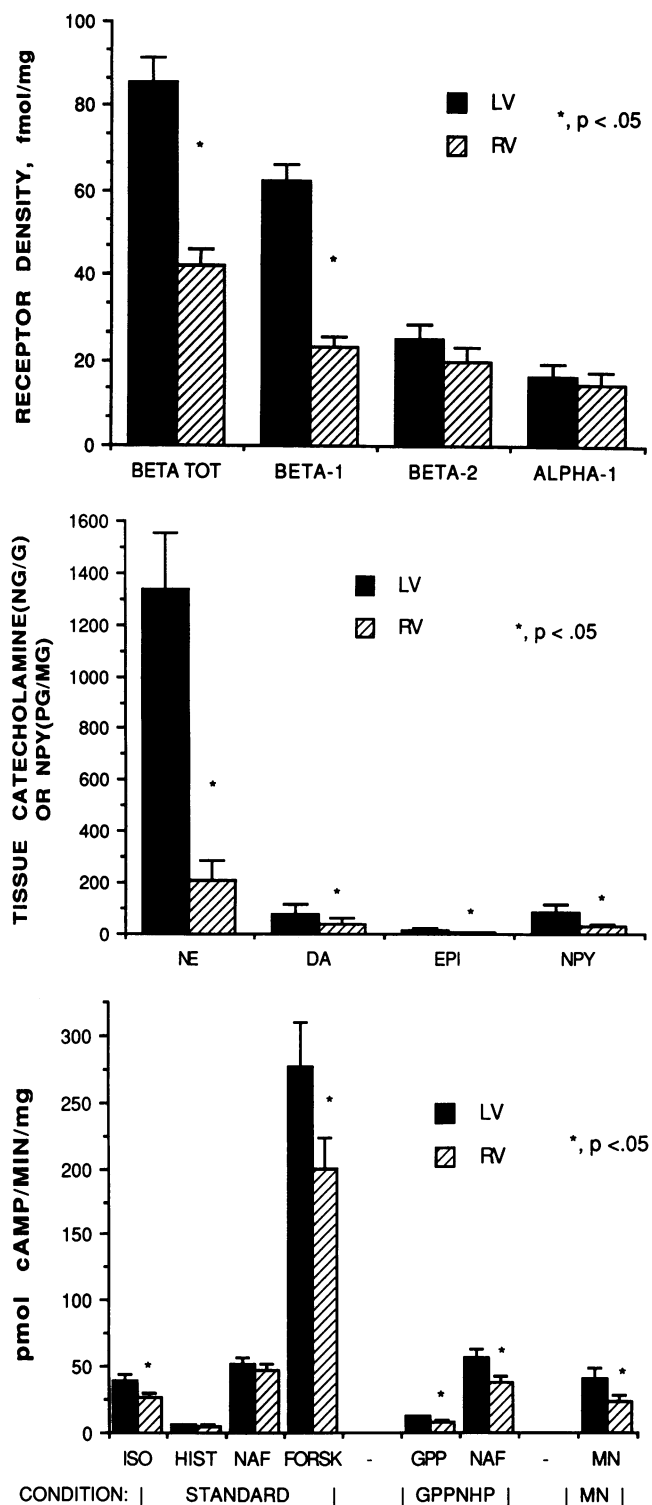 100
80
60
40
20
0
RECEPTOR DENSITY, fmol/mg
LV
RV
*, p < .05
*
*
BETA TOT BETA-1 BETA-2 ALPHA-1
1600
1400
1200
1000
800
600
400
200
0
TISSUE CATECHOLAMINE(NG/G)
OR NPY(PG/MG)
LV
RV
*, p < .05
*
*
*
*
NE DA EPI NPY
300
250
200
150
100
50
0
pmol cAMP/MIN/mg
LV
RV
*, p <.05
*
*
*
*
*
ISO HIST NAF FORSK - GPP NAF - MN
CONDITION: | STANDARD | | GPPNHP | | MN |